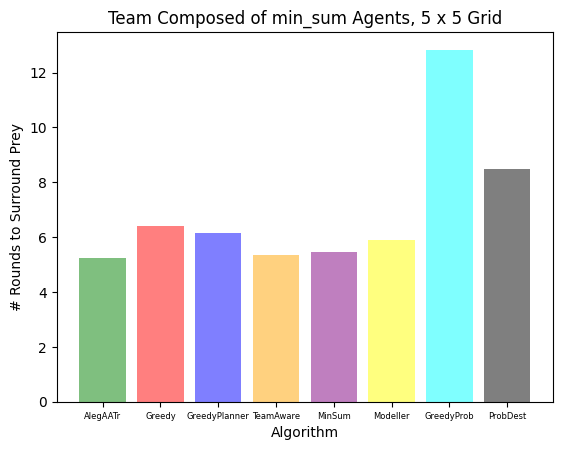 Team Composed of min_sum Agents, 5 x 5 Grid
# Rounds to Surround Prey
12
10
8
6
4
2
0
AlegAATr Greedy GreedyPlanner TeamAware MinSum Modeller GreedyProb ProbDest
Algorithm